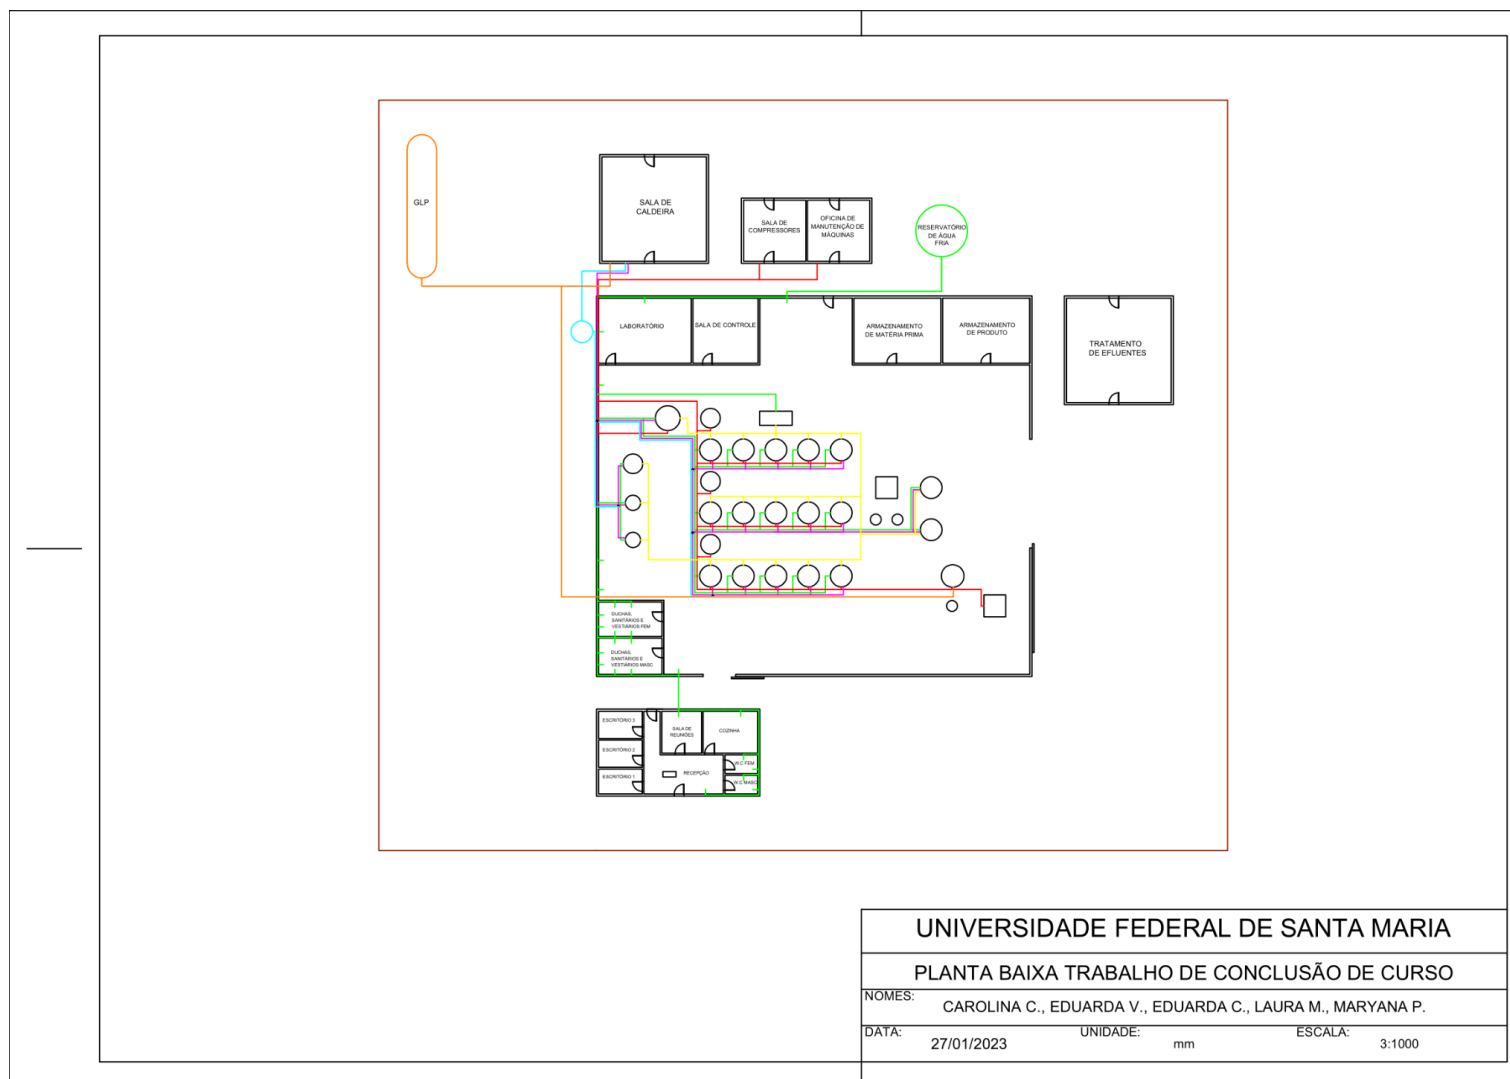 GLP
SALA DE
CALDEIRA
SALA DE
COMPRESSORES
OFICINA DE
MANUTENÇÃO DE
MÁQUINAS
RESERVATÓRIO
DE ÁGUA
FRIA
LABORATÓRIO
SALA DE CONTROLE
ARMAZENAMENTO
DE MATÉRIA PRIMA
ARMAZENAMENTO
DE PRODUTO
TRATAMENTO
DE EFLUENTES
DUCHAS,
SANITÁRIOS E
VESTIÁRIOS FEM
DUCHAS,
SANITÁRIOS E
VESTIÁRIOS MASC
ESCRITÓRIO 3
SALA DE
REUNIÕES
COZINHA
ESCRITÓRIO 2
W.C FEM
RECEPÇÃO
ESCRITÓRIO 1
W.C MASC
UNIVERSIDADE FEDERAL DE SANTA MARIA
PLANTA BAIXA TRABALHO DE CONCLUSÃO DE CURSO
NOMES: CAROLINA C., EDUARDA V., EDUARDA C., LAURA M., MARYANA P.
DATA: 27/01/2023 UNIDADE: mm ESCALA: 3:1000